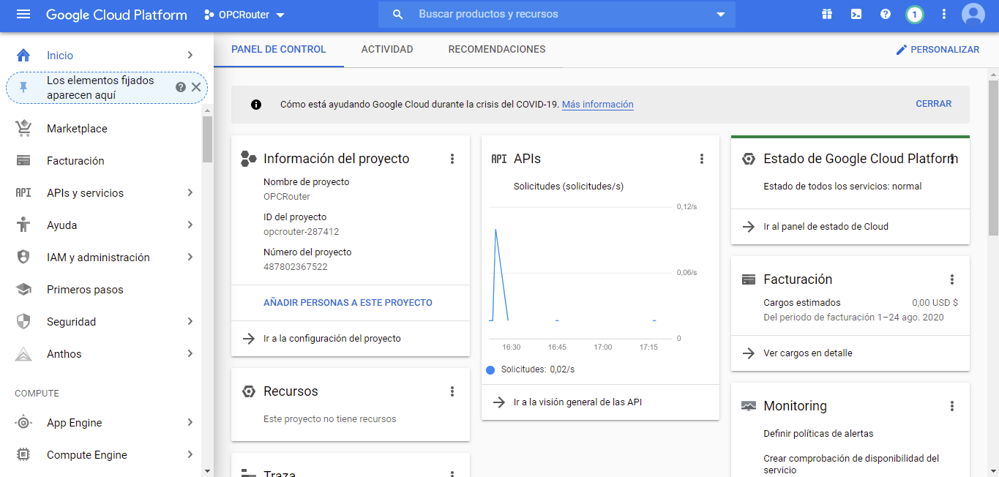 Google Cloud Platform
OPCRouter
Buscar productos y recursos
1
Inicio
Los elementos fijados
aparecen aquí
Marketplace
Facturación
API
APIs y servicios
Ayuda
IAM y administración
Primeros pasos
Seguridad
Anthos
COMPUTE
App Engine
Compute Engine
PANEL DE CONTROL
ACTIVIDAD
RECOMENDACIONES
PERSONALIZAR
Cómo está ayudando Google Cloud durante la crisis del COVID-19. Más información
CERRAR
Información del proyecto
Nombre de proyecto
OPCRouter
ID del proyecto
opcrouter-287412
Número del proyecto
487802367522
AÑADIR PERSONAS A ESTE PROYECTO
Ir a la configuración del proyecto
Recursos
Este proyecto no tiene recursos
Traza
API APIs
Solicitudes (solicitudes/s)
0,12/s
0,06/s
0
16:30 16:45 17:00 17:15
Solicitudes: 0,02/s
Ir a la visión general de las API
Estado de Google Cloud Platform
Estado de todos los servicios: normal
Ir al panel de estado de Cloud
Facturación
Cargos estimados 0,00 USD $
Del periodo de facturación 1–24 ago. 2020
Ver cargos en detalle
Monitoring
Definir políticas de alertas
Crear comprobación de disponibilidad del
servicio